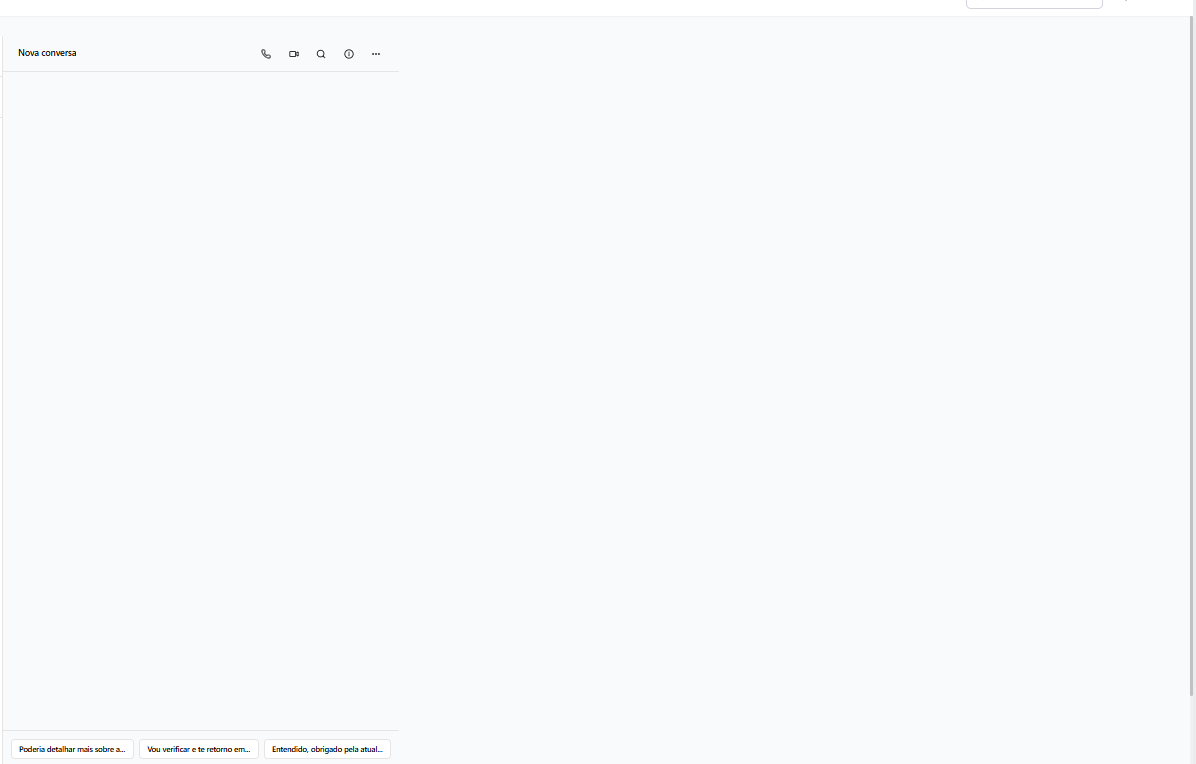 Nova conversa
Poderia detalhar mais sobre a...
Vou verificar e te retorno em...
Entendido, obrigado pela atual...